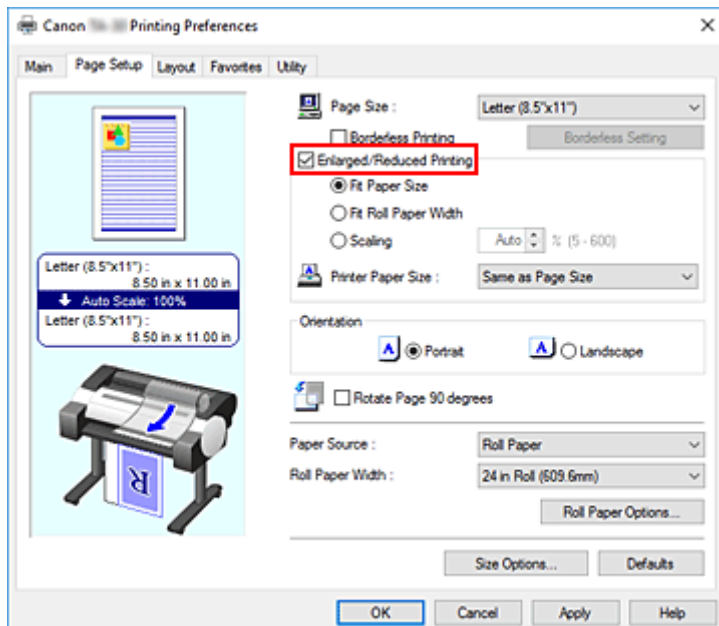 Canon Printing Preferences
Main Page Setup Layout Favorites Utility
Page Size : Letter (8.5"x11")
Borderless Printing Borderless Setting
Enlarged/Reduced Printing
Fit Paper Size
Fit Roll Paper Width
Scaling Auto % (5 - 600)
Printer Paper Size : Same as Page Size
Letter (8.5"x11") :
8.50 in x 11.00 in
Auto Scale: 100%
Letter (8.5"x11") :
8.50 in x 11.00 in
Orientation
A Portrait A Landscape
Rotate Page 90 degrees
Paper Source : Roll Paper
Roll Paper Width : 24 in Roll (609.6mm)
R
Roll Paper Options...
Size Options... Defaults
OK Cancel Apply Help